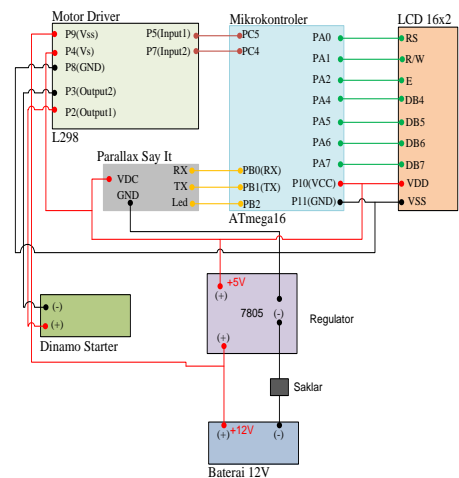 Motor Driver
P9(Vss)
P4(Vs)
P8(GND)
P3(Output2)
P2(Output1)
P5(Input1)
P7(Input2)
L298
Mikrokontroler
PC5
PC4
PA0
PA1
PA2
PA4
PA5
PA6
PA7
PB0(RX)
PB1(TX)
PB2
P10(VCC)
P11(GND)
ATmega16
LCD 16x2
RS
R/W
E
DB4
DB5
DB6
DB7
VDD
VSS
Parallax Say It
VDC
GND
RX
TX
Led
+5V
(+)
7805
(-)
(+)
Regulator
(-)
(+)
Dinamo Starter
Saklar
+12V
(+)
(-)
Baterai 12V